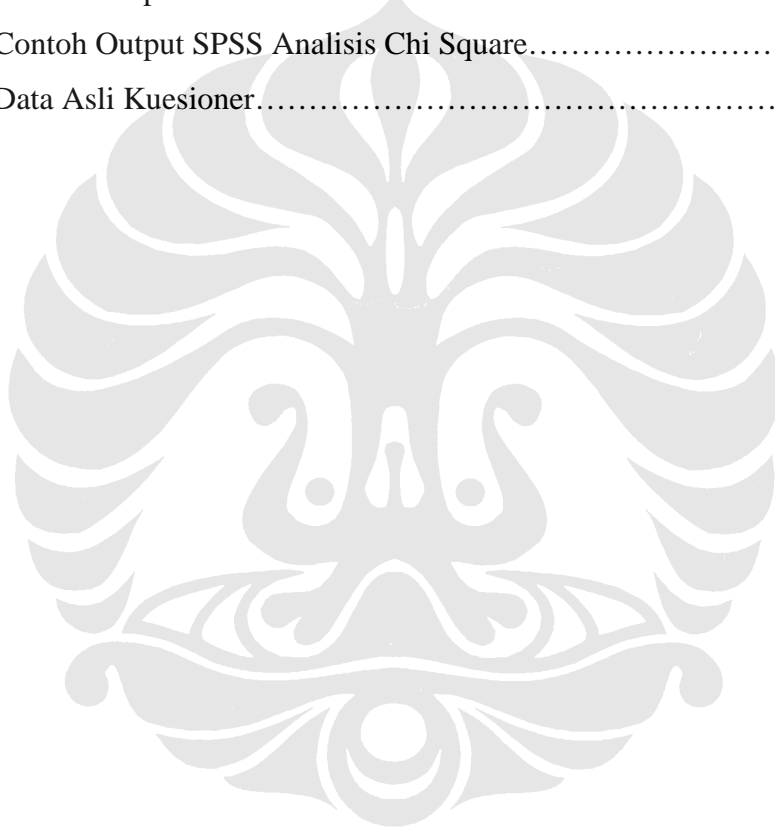 Contoh Output SPSS Analisis Chi Square……………………
Data Asli Kuesioner………………………………………………